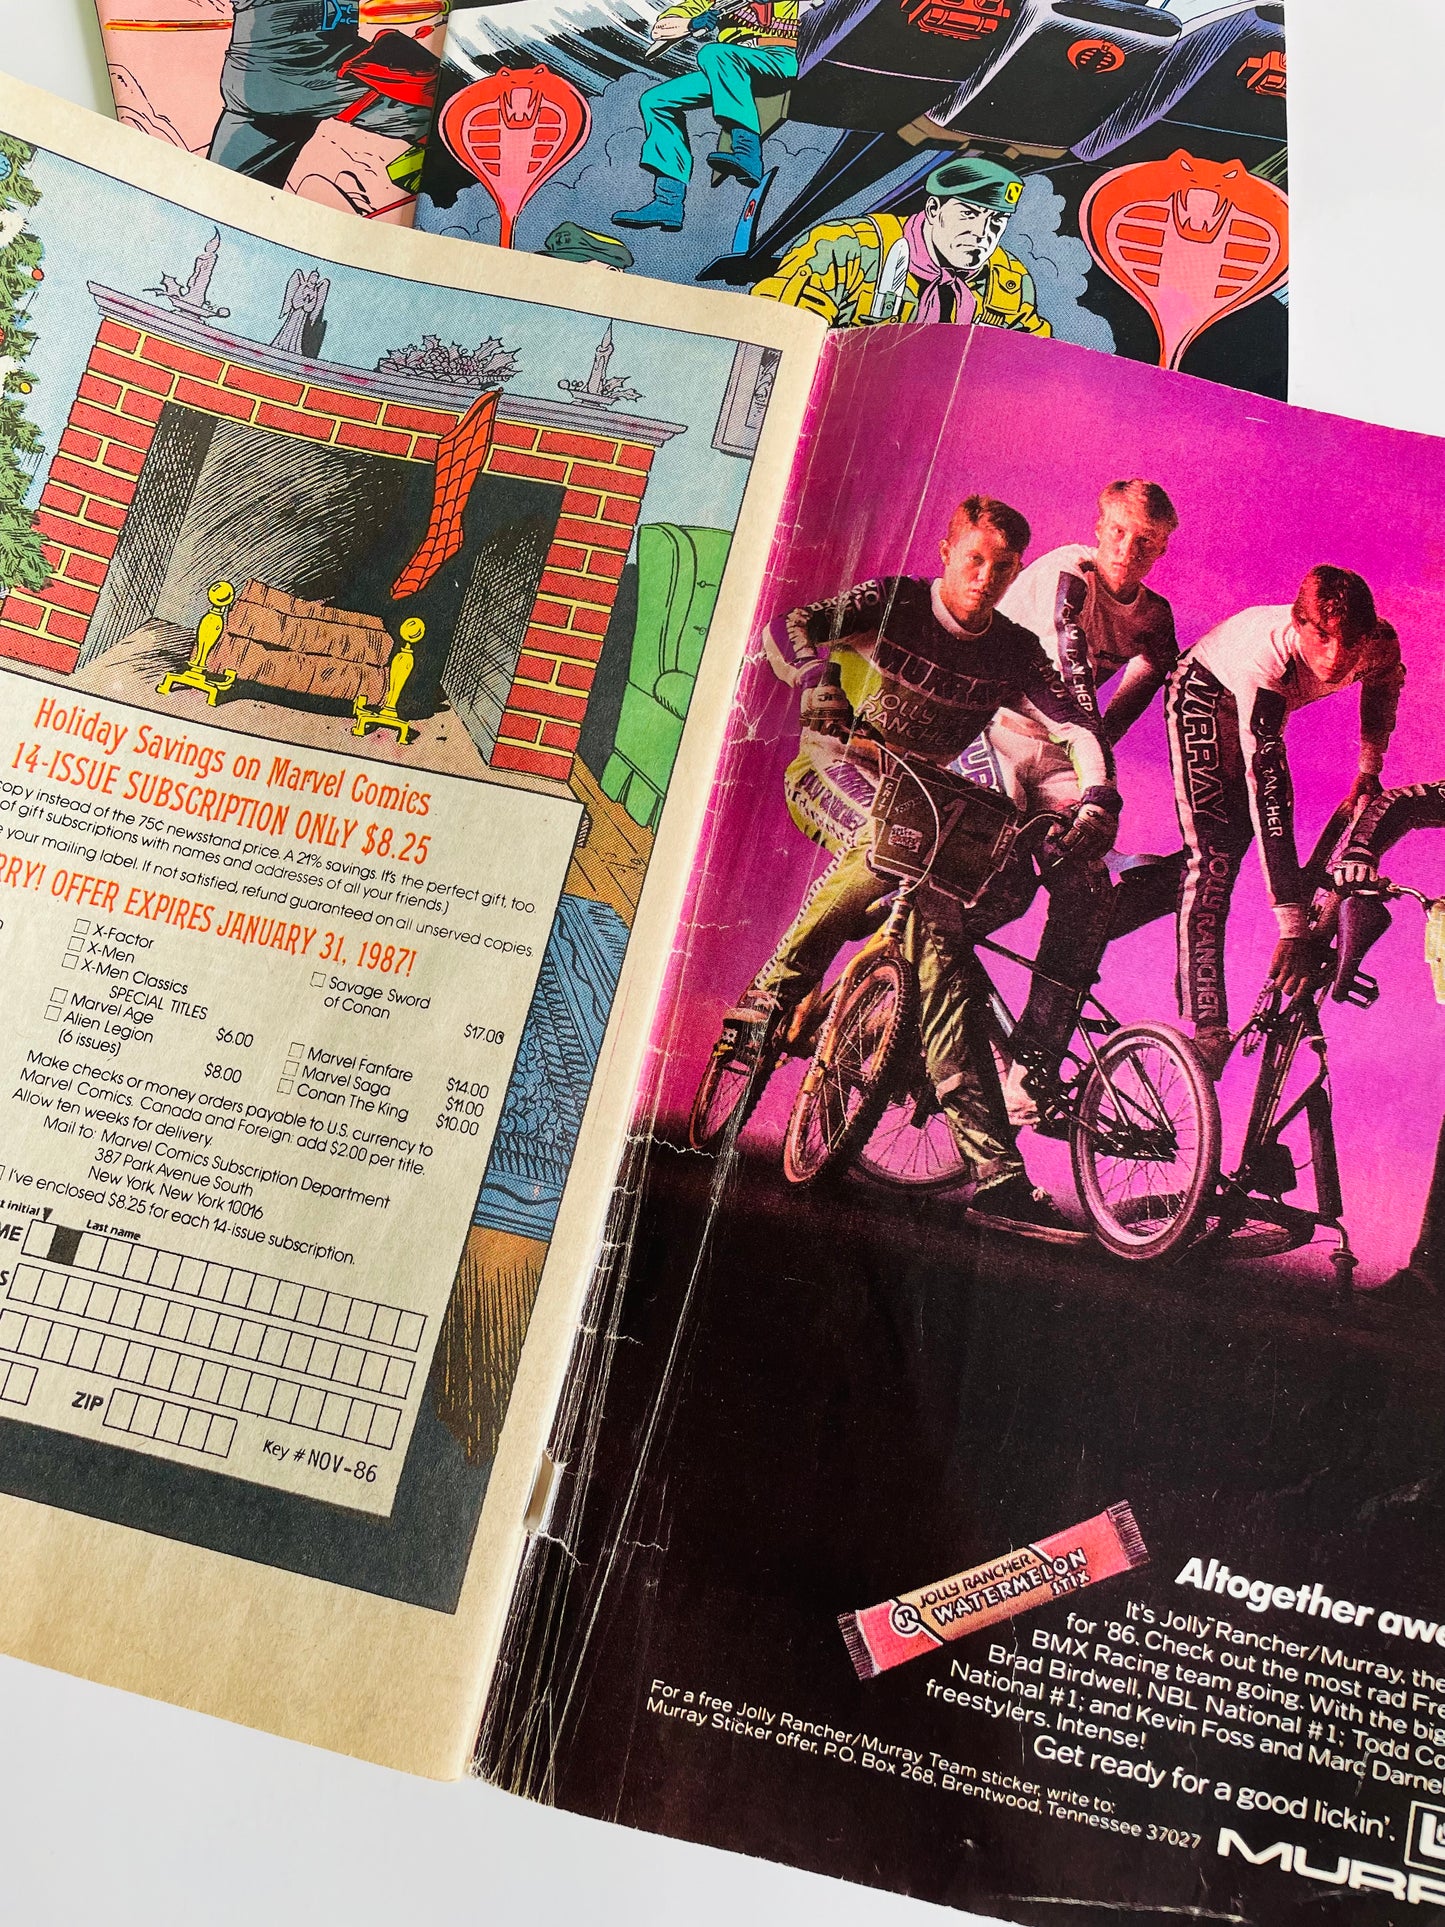 Holiday Savings on Marvel Comics
14-ISSUE SUBSCRIPTION ONLY $8.25
copy instead of the 75¢ newsstand price. A 21% savings. It's the perfect gift, too.
of gift subscriptions with names and addresses of all your friends.)
your mailing label. If not satisfied, refund guaranteed on all unserved copies.
RRY! OFFER EXPIRES JANUARY 31, 1987!
X-Factor
X-Men
X-Men Classics
SPECIAL TITLES
Marvel Age $6.00
Alien Legion
(6 issues) $8.00
Savage Sword
of Conan $17.00
Marvel Fanfare $14.00
Marvel Saga $11.00
Conan The King $10.00
Make checks or money orders payable to U.S. currency to
Marvel Comics. Canada and Foreign: add $2.00 per title.
Allow ten weeks for delivery.
Mail to: Marvel Comics Subscription Department
387 Park Avenue South
New York, New York 10016
I've enclosed $8.25 for each 14-issue subscription.
initial
Last name
ZIP
Key # NOV-86
MURRAY
JOLLY
RANCHER
MURRAY
JOLLY RANCHER
1
JOLLY RANCHER
WATERMELON
STIX
JR
Altogether
It's Jolly Rancher/Murray, the
for '86. Check out the most rad
BMX Racing team going. With the big
Brad Birdwell, NBL National #1; Todd
National #1; and Kevin Foss and Marc
freestylers. Intense!
Get ready for a good lickin'.
For a free Jolly Rancher/Murray Team sticker, write to:
Murray Sticker offer, P.O. Box 268, Brentwood, Tennessee 37027
MURR